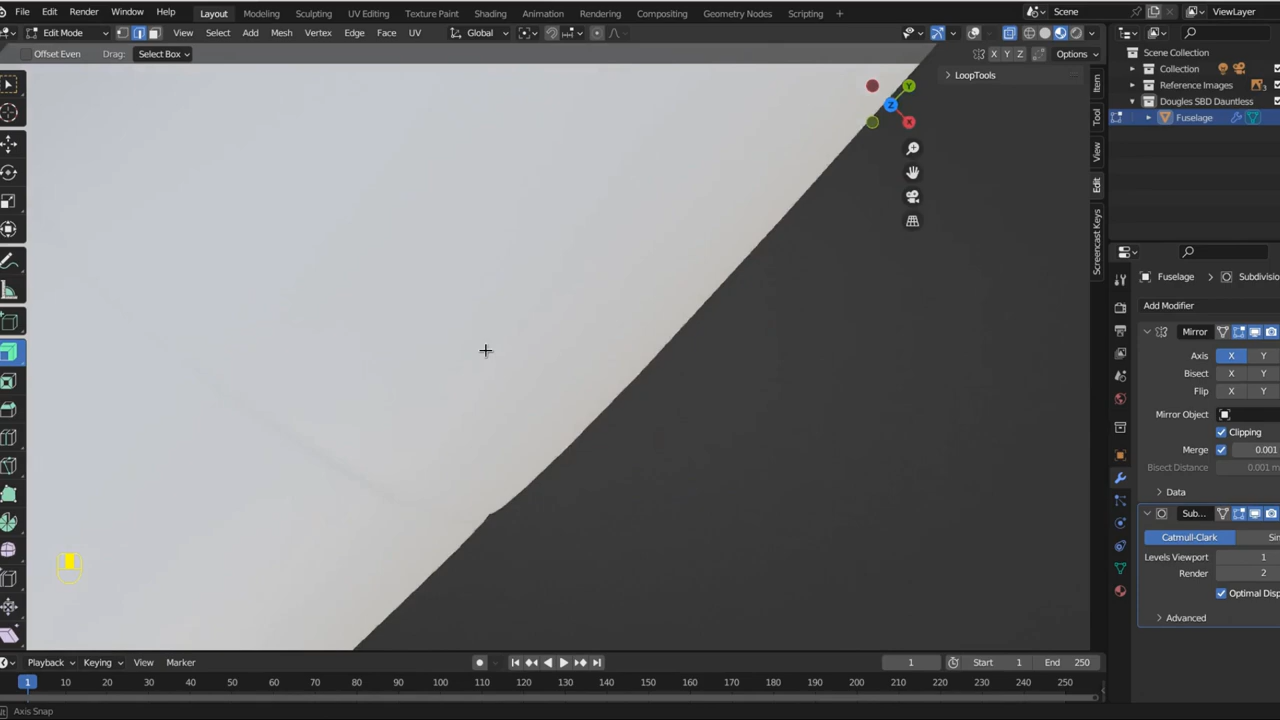 File Edit Render Window Help Layout Modeling Sculpting UV Editing Texture Paint Shading Animation Rendering Compositing Geometry Nodes Scripting + Scene ViewLayer
Edit Mode View Select Add Mesh Vertex Edge Face UV Global
Offset Even Drag: Select Box X Y Z Options
LoopTools
Scene Collection
Collection
Reference Images
Dougles SBD Dauntless
Fuselage
Y
Z
X
Item
Tool
View
Edit
Screencast Keys
Fuselage > Subdivisio
Add Modifier
Mirror
Axis X Y
Bisect X Y
Flip X Y
Mirror Object
Clipping
Merge 0.001
Bisect Distance 0.001 m
Data
Sub...
Catmull-Clark Sim
Levels Viewport 1
Render 2
Optimal Disp
Advanced
Playback Keying View Marker 1 Start 1 End 250
1 10 20 30 40 50 60 70 80 90 100 110 120 130 140 150 160 170 180 190 200 210 220 230 240 250
Axis Snap